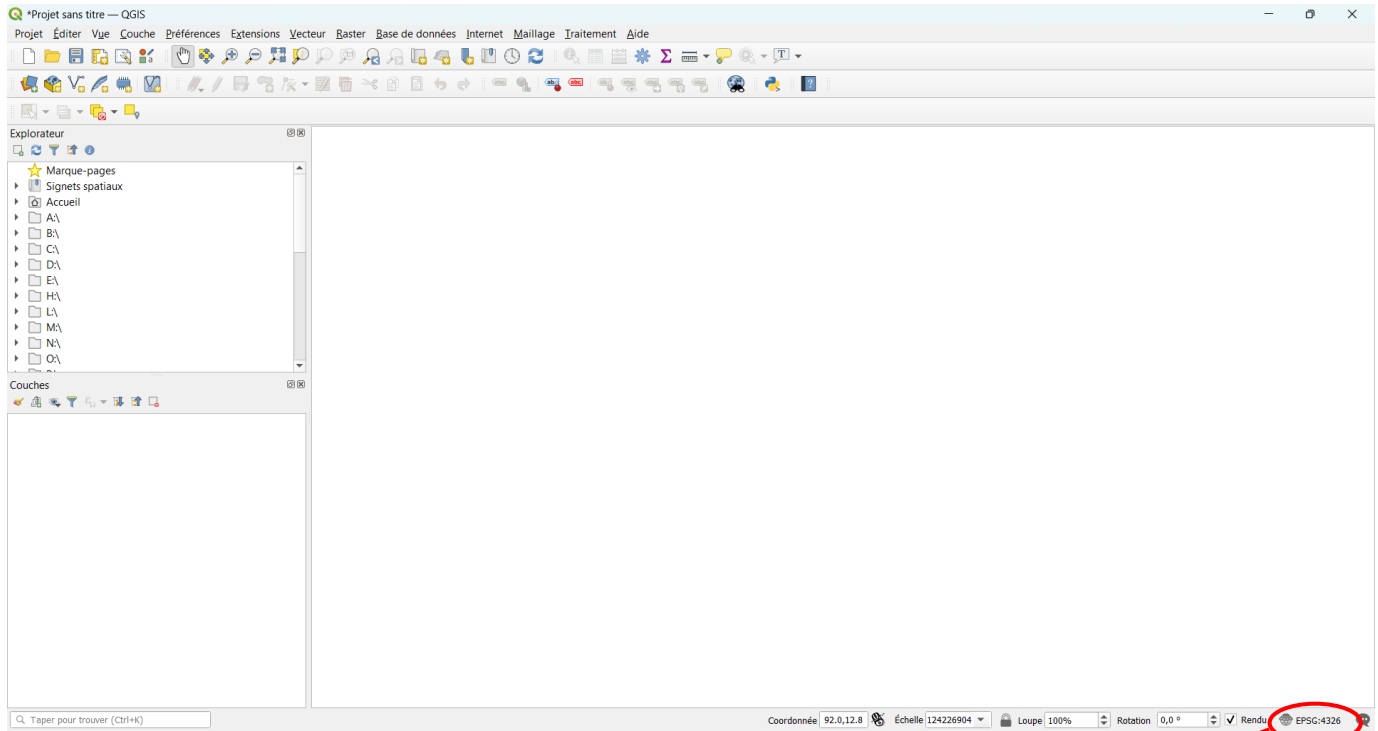 *Projet sans titre — QGIS
Projet Éditer Vue Couche Préférences Extensions Vecteur Raster Base de données Internet Maillage Traitement Aide
Explorateur
Marque-pages
Signets spatiaux
Accueil
A:\
B:\
C:\
D:\
E:\
H:\
L:\
M:\
N:\
O:\
Couches
Taper pour trouver (Ctrl+K) Coordonnée 92.0,12.8 Échelle 124226904 Loupe 100% Rotation 0,0 ° Rendu EPSG:4326